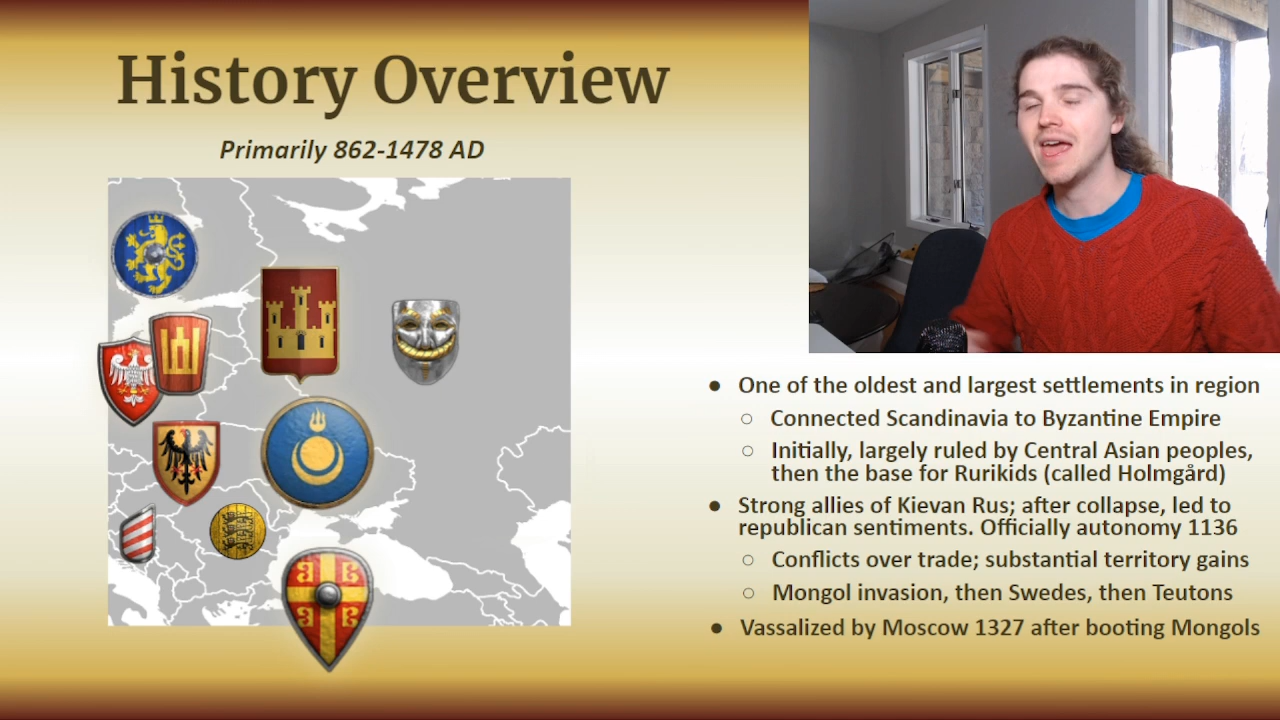 History Overview
Primarily 862-1478 AD
● One of the oldest and largest settlements in region
○ Connected Scandinavia to Byzantine Empire
○ Initially, largely ruled by Central Asian peoples,
then the base for Rurikids (called Holmgård)
● Strong allies of Kievan Rus; after collapse, led to
republican sentiments. Officially autonomy 1136
○ Conflicts over trade; substantial territory gains
○ Mongol invasion, then Swedes, then Teutons
● Vassalized by Moscow 1327 after booting Mongols